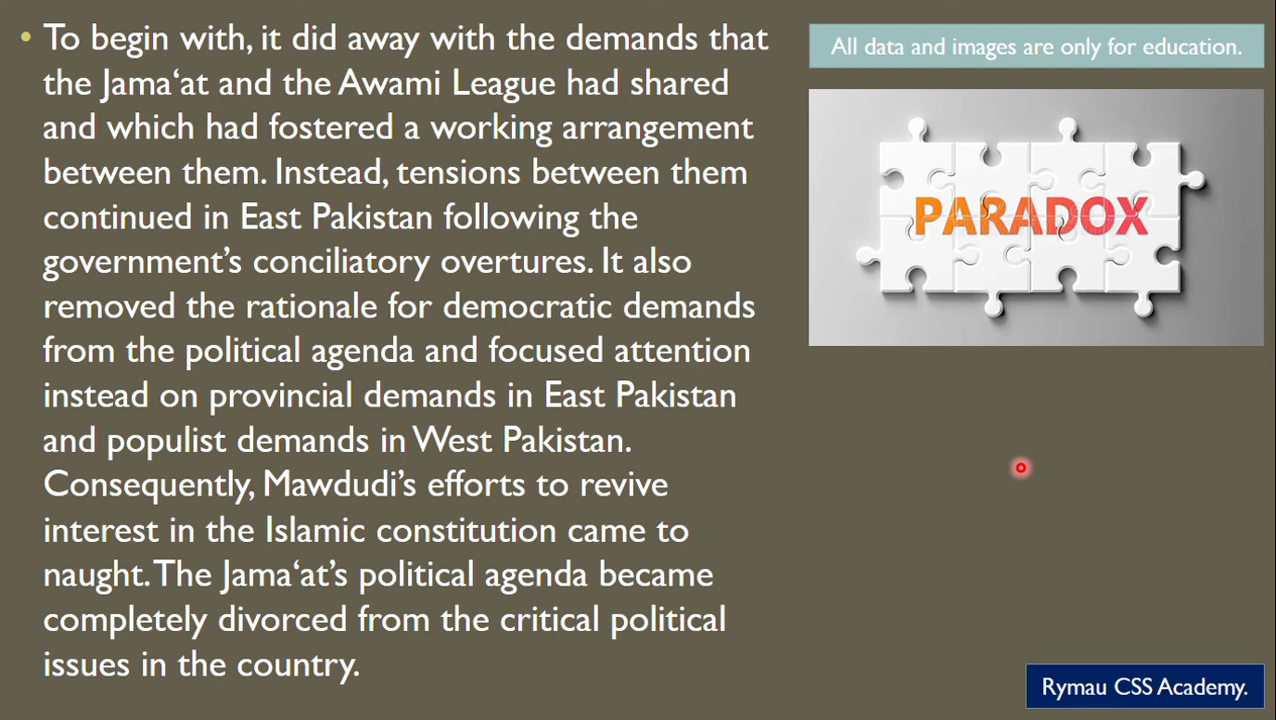 • To begin with, it did away with the demands that
the Jama‘at and the Awami League had shared
and which had fostered a working arrangement
between them. Instead, tensions between them
continued in East Pakistan following the
government’s conciliatory overtures. It also
removed the rationale for democratic demands
from the political agenda and focused attention
instead on provincial demands in East Pakistan
and populist demands in West Pakistan.
Consequently, Mawdudi’s efforts to revive
interest in the Islamic constitution came to
naught. The Jama‘at’s political agenda became
completely divorced from the critical political
issues in the country.
All data and images are only for education.
PARADOX
Rymau CSS Academy.